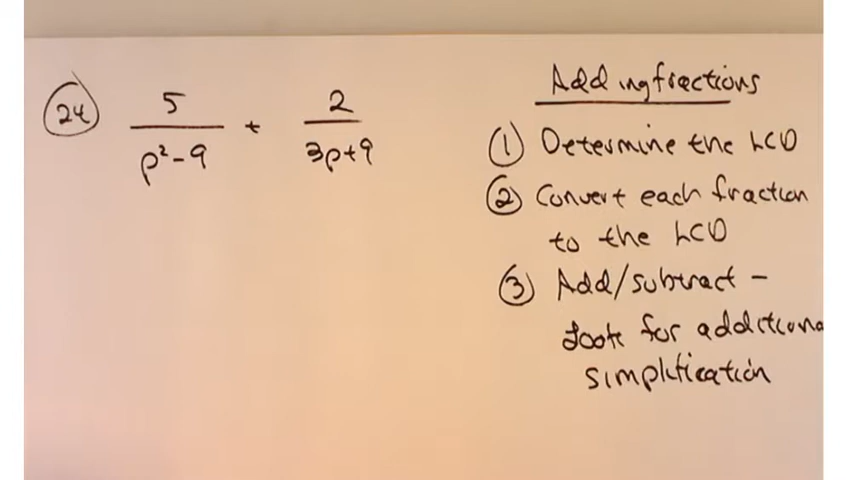 24 5/(p² - 9) + 2/(3p+9)
Adding fractions
① Determine the LCD
② Convert each fraction
to the LCD
③ Add/subtract -
Look for additiona
simplification